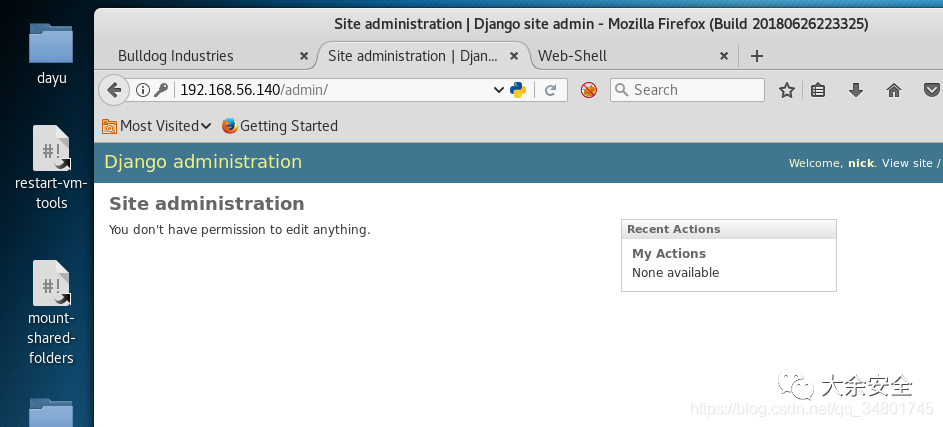 Site administration | Django site admin - Mozilla Firefox (Build 20180626223325)
Bulldog Industries
Site administration | Djan...
Web-Shell
192.168.56.140/admin/
Search
Most Visited
Getting Started
Django administration
Welcome, nick. View site /
Site administration
You don't have permission to edit anything.
Recent Actions
My Actions
None available
dayu
#!
restart-vm-
tools
#!
mount-
shared-
folders
大余安全
https://blog.csdn.net/qq_34801745